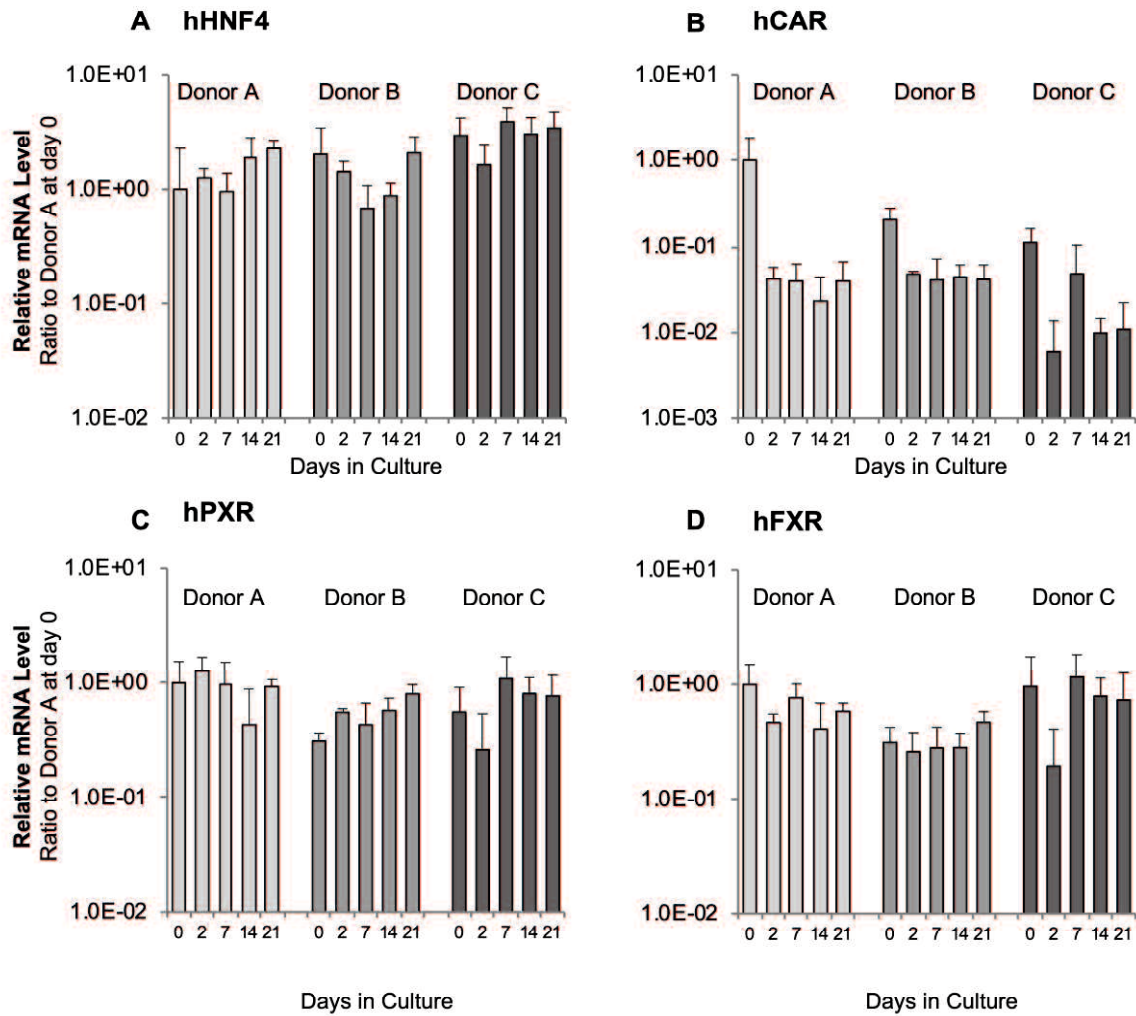 A hHNF4
Relative mRNA Level
Ratio to Donor A at day 0
1.0E+01
1.0E+00
1.0E-01
1.0E-02
Donor A Donor B Donor C
0 2 7 14 21 0 2 7 14 21 0 2 7 14 21
Days in Culture
B hCAR
1.0E+01
1.0E+00
1.0E-01
1.0E-02
1.0E-03
Donor A Donor B Donor C
0 2 7 14 21 0 2 7 14 21 0 2 7 14 21
Days in Culture
C hPXR
Relative mRNA Level
Ratio to Donor A at day 0
1.0E+01
1.0E+00
1.0E-01
1.0E-02
Donor A Donor B Donor C
0 2 7 14 21 0 2 7 14 21 0 2 7 14 21
Days in Culture
D hFXR
1.0E+01
1.0E+00
1.0E-01
1.0E-02
Donor A Donor B Donor C
0 2 7 14 21 0 2 7 14 21 0 2 7 14 21
Days in Culture